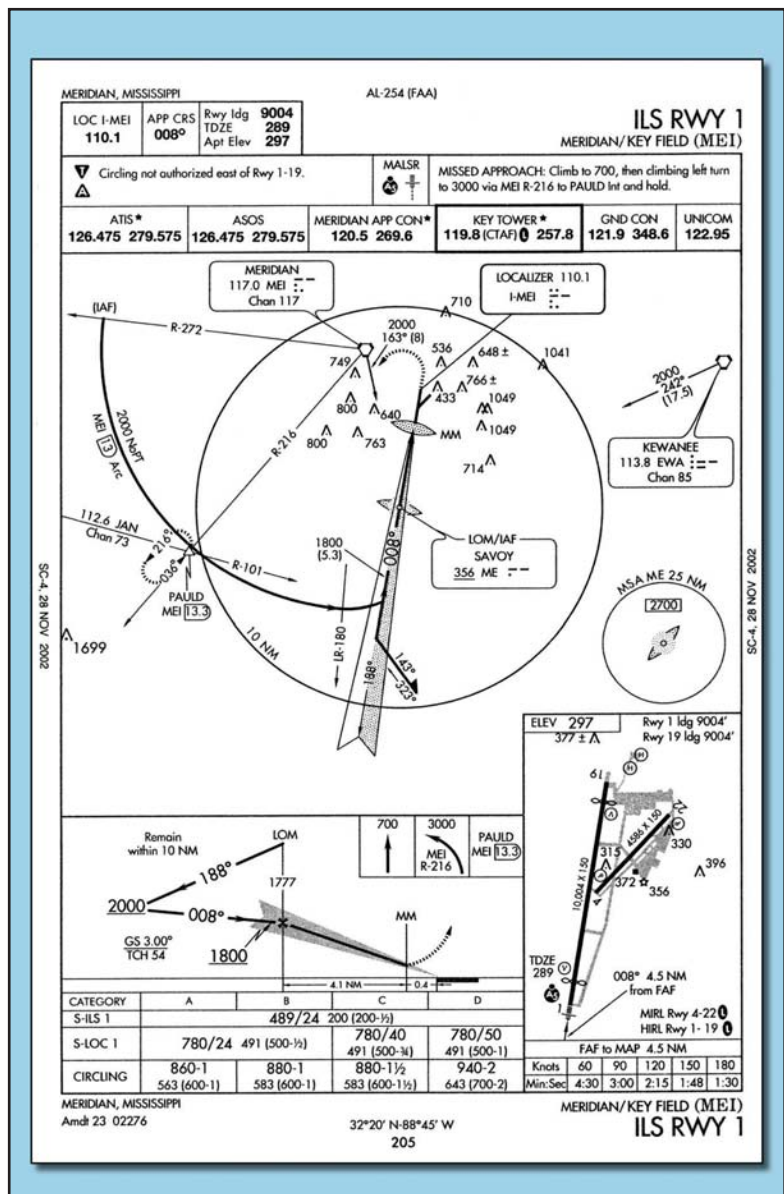 MERIDIAN, MISSISSIPPI
AL-254 (FAA)
LOC I-MEI
110.1
APP CRS
008°
Rwy ldg 9004
TDZE 289
Apt Elev 297
ILS RWY 1
MERIDIAN/KEY FIELD (MEI)
T
A
Circling not authorized east of Rwy 1-19.
MALSR
A5
MISSED APPROACH: Climb to 700, then climbing left turn
to 3000 via MEI R-216 to PAULD Int and hold.
ATIS★
126.475 279.575
ASOS
126.475 279.575
MERIDIAN APP CON★
120.5 269.6
KEY TOWER★
119.8 (CTAF) L 257.8
GND CON
121.9 348.6
UNICOM
122.95
MERIDIAN
117.0 MEI
Chan 117
LOCALIZER 110.1
I-MEI
(IAF)
R-272
2000
163° (8)
710
536
648 ±
1041
749
766 ±
433
1049
800
640
1049
800
763
MM
714
2000
242°
(17.5)
KEWANEE
113.8 EWA
Chan 85
2000 NoPT
MEI 13 Arc
R-216
112.6 JAN
Chan 73
216°
036°
R-101
PAULD
MEI 13.3
1800
(5.3)
008°
LOM/IAF
SAVOY
356 ME
1699
10 NM
LR-180
188°
143°
323°
MSA ME 25 NM
2700
SC-4, 28 NOV 2002
SC-4, 28 NOV 2002
ELEV 297
Rwy 1 ldg 9004'
Rwy 19 ldg 9004'
377 ±
H
19
22
V
4586 X 150
330
315
396
372
356
4
10,004 X 150
TDZE
289
V
A5
1
008° 4.5 NM
from FAF
MIRL Rwy 4-22 L
HIRL Rwy 1-19 L
Remain
within 10 NM
LOM
700
3000
MEI
R-216
PAULD
MEI 13.3
188°
1777
2000
008°
MM
GS 3.00°
TCH 54
1800
4.1 NM
0.4
CATEGORY A B C D
S-ILS 1 489/24 200 (200-½)
S-LOC 1 780/24 491 (500-½) 780/40 491 (500-¾) 780/50 491 (500-1)
CIRCLING 860-1 563 (600-1) 880-1 583 (600-1) 880-1½ 583 (600-1½) 940-2 643 (700-2)
FAF to MAP 4.5 NM
Knots 60 90 120 150 180
Min:Sec 4:30 3:00 2:15 1:48 1:30
MERIDIAN, MISSISSIPPI
Amdt 23 02276
32°20' N-88°45' W
205
MERIDIAN/KEY FIELD (MEI)
ILS RWY 1